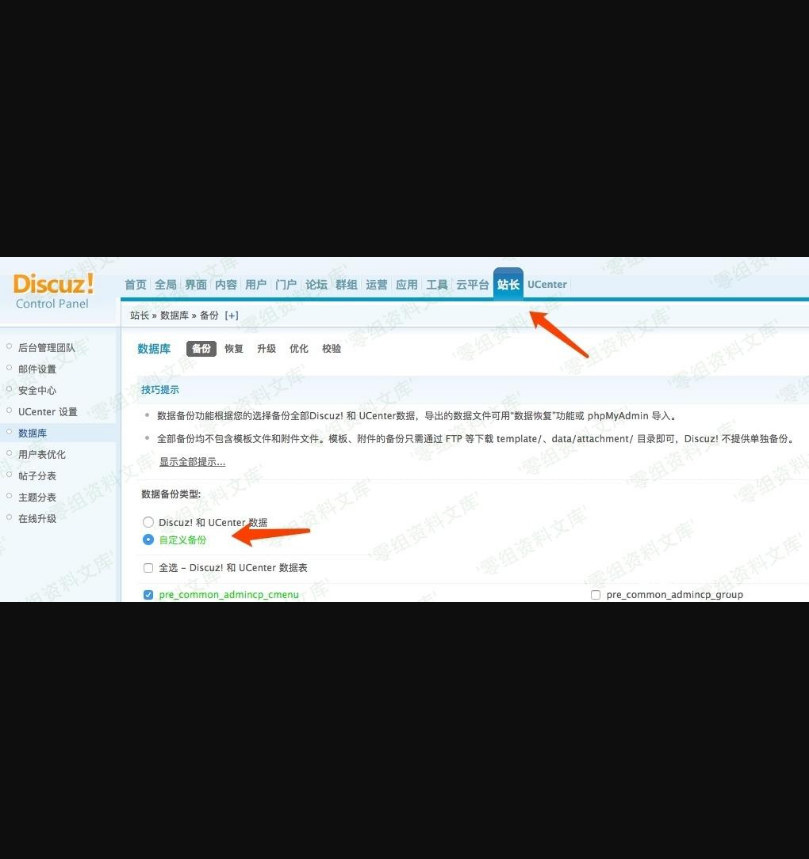 Discuz!
Control Panel
首页 全局 界面 内容 用户 门户 论坛 群组 运营 应用 工具 云平台 站长 UCenter
站长 » 数据库 » 备份 [+]
后台管理团队
邮件设置
安全中心
UCenter 设置
数据库
用户表优化
帖子分表
主题分表
在线升级
数据库 备份 恢复 升级 优化 校验
技巧提示
数据备份功能根据您的选择备份全部Discuz! 和 UCenter数据，导出的数据文件可用“数据恢复”功能或 phpMyAdmin 导入。
全部备份均不包含模板文件和附件文件。模板、附件的备份只需通过 FTP 等下载 template/、data/attachment/ 目录即可，Discuz! 不提供单独备份。
显示全部提示...
数据备份类型:
Discuz! 和 UCenter 数据
自定义备份
全选 - Discuz! 和 UCenter 数据表
pre_common_admincp_cmenu pre_common_admincp_group
零组资料文库